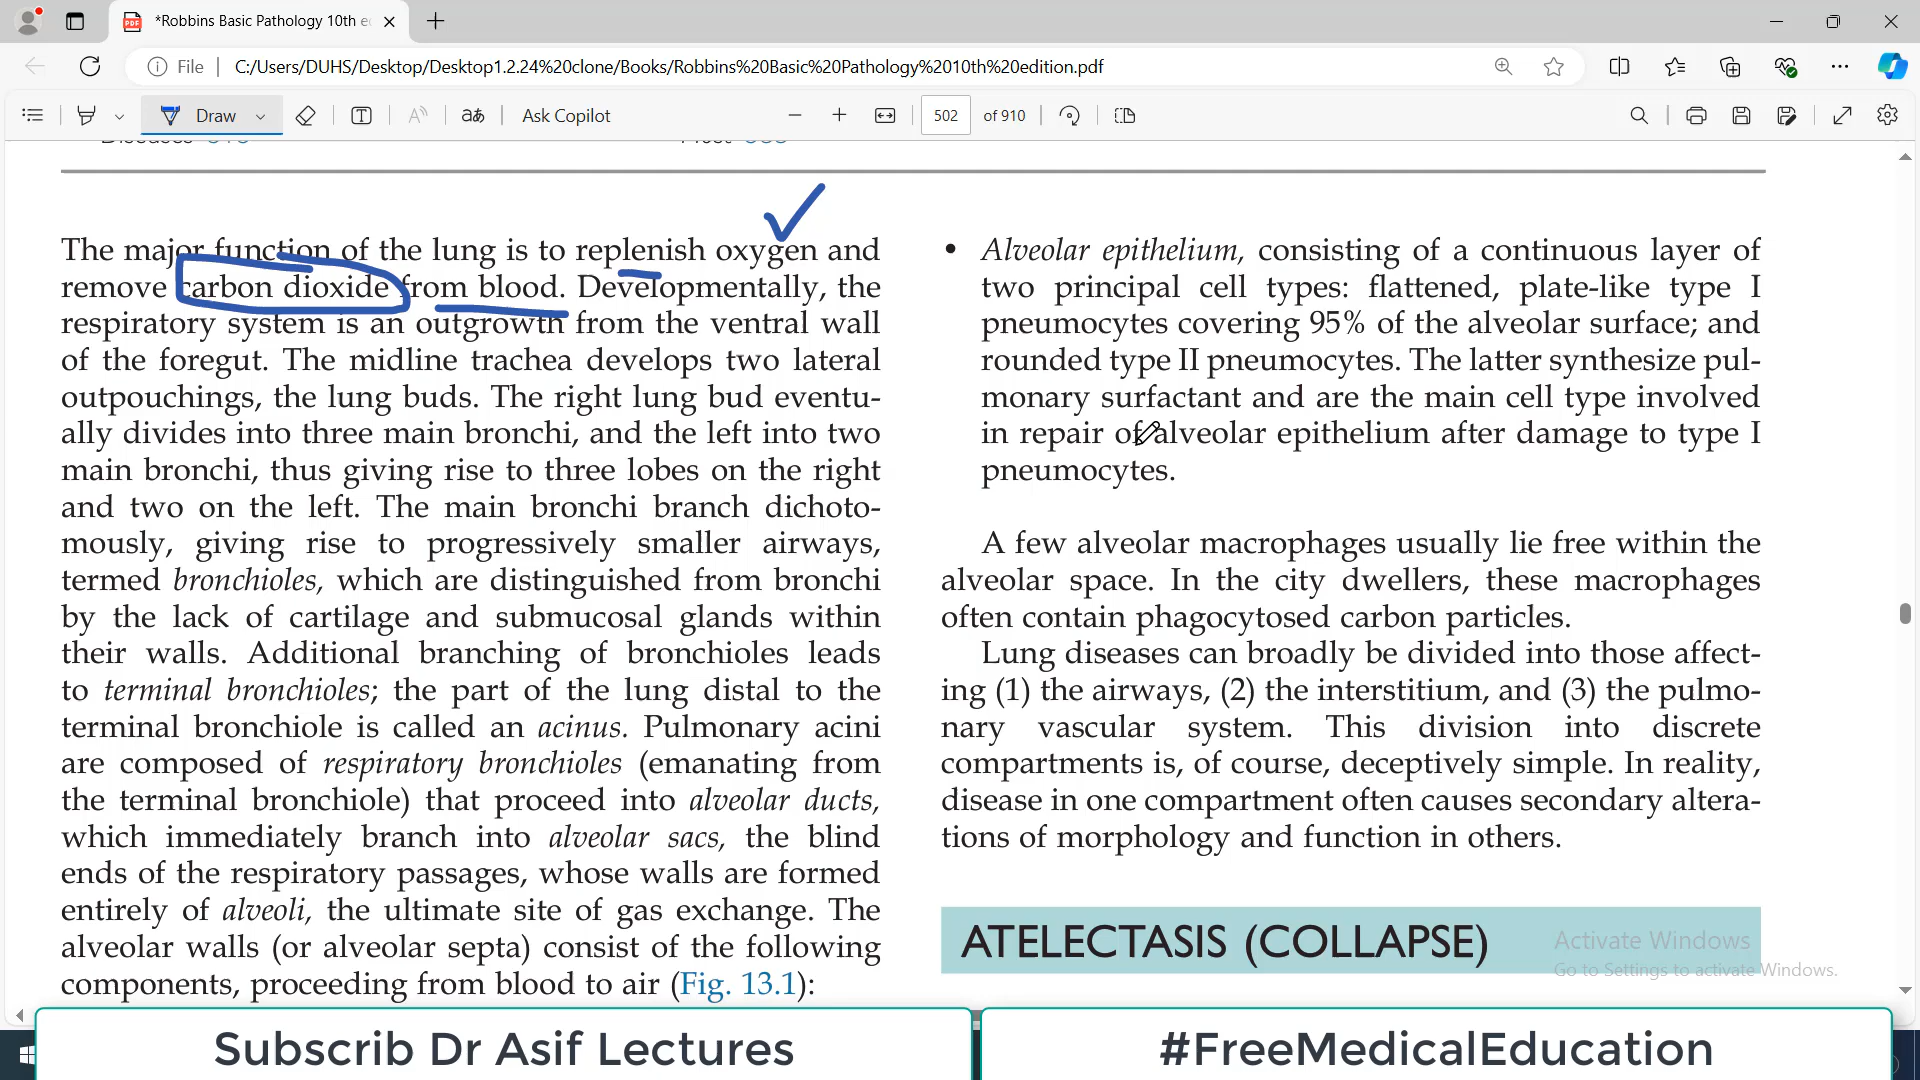 *Robbins Basic Pathology 10th e
File
C:/Users/DUHS/Desktop/Desktop1.2.24%20clone/Books/Robbins%20Basic%20Pathology%2010th%20edition.pdf
Draw
aあ
Ask Copilot
502 of 910
The major function of the lung is to replenish oxygen and
remove carbon dioxide from blood. Developmentally, the
respiratory system is an outgrowth from the ventral wall
of the foregut. The midline trachea develops two lateral
outpouchings, the lung buds. The right lung bud eventu-
ally divides into three main bronchi, and the left into two
main bronchi, thus giving rise to three lobes on the right
and two on the left. The main bronchi branch dichoto-
mously, giving rise to progressively smaller airways,
termed bronchioles, which are distinguished from bronchi
by the lack of cartilage and submucosal glands within
their walls. Additional branching of bronchioles leads
to terminal bronchioles; the part of the lung distal to the
terminal bronchiole is called an acinus. Pulmonary acini
are composed of respiratory bronchioles (emanating from
the terminal bronchiole) that proceed into alveolar ducts,
which immediately branch into alveolar sacs, the blind
ends of the respiratory passages, whose walls are formed
entirely of alveoli, the ultimate site of gas exchange. The
alveolar walls (or alveolar septa) consist of the following
components, proceeding from blood to air (Fig. 13.1):
• Alveolar epithelium, consisting of a continuous layer of
two principal cell types: flattened, plate-like type I
pneumocytes covering 95% of the alveolar surface; and
rounded type II pneumocytes. The latter synthesize pul-
monary surfactant and are the main cell type involved
in repair of alveolar epithelium after damage to type I
pneumocytes.
A few alveolar macrophages usually lie free within the
alveolar space. In the city dwellers, these macrophages
often contain phagocytosed carbon particles.
Lung diseases can broadly be divided into those affect-
ing (1) the airways, (2) the interstitium, and (3) the pulmo-
nary vascular system. This division into discrete
compartments is, of course, deceptively simple. In reality,
disease in one compartment often causes secondary altera-
tions of morphology and function in others.
ATELECTASIS (COLLAPSE)
Activate Windows
Go to Settings to activate Windows.
Subscrib Dr Asif Lectures
#FreeMedicalEducation